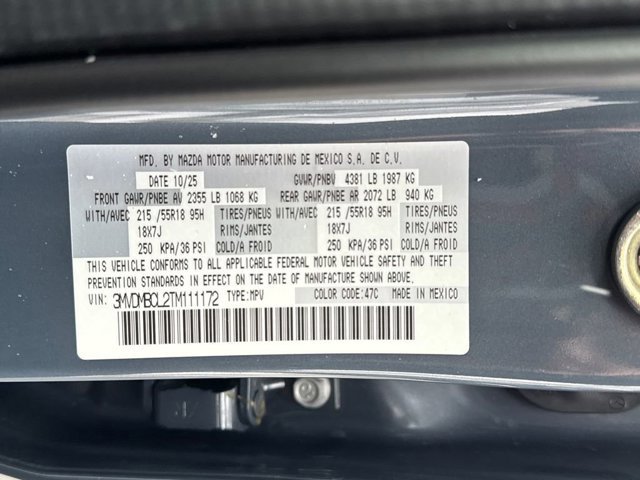 MFD. BY MAZDA MOTOR MANUFACTURING DE MEXICO S.A. DE C.V.
DATE 10/25 GVWR/PNBV 4381 LB 1987 KG
FRONT GAWR/PNBE AV 2355 LB 1068 KG REAR GAWR/PNBE AR 2072 LB 940 KG
WITH/AVEC 215 /55R18 95H TIRES/PNEUS WITH/AVEC 215 /55R18 95H TIRES/PNEUS
18X7J RIMS/JANTES 18X7J RIMS/JANTES
250 KPA/36 PSI COLD/A FROID 250 KPA/36 PSI COLD/A FROID
THIS VEHICLE CONFORMS TO ALL APPLICABLE FEDERAL MOTOR VEHICLE SAFETY AND THEFT
PREVENTION STANDARDS IN EFFECT ON THE DATE OF MANUFACTURE SHOWN ABOVE.
VIN: 3MVDMBCL2TM111172 TYPE: MPV COLOR CODE: 47C MADE IN MEXICO